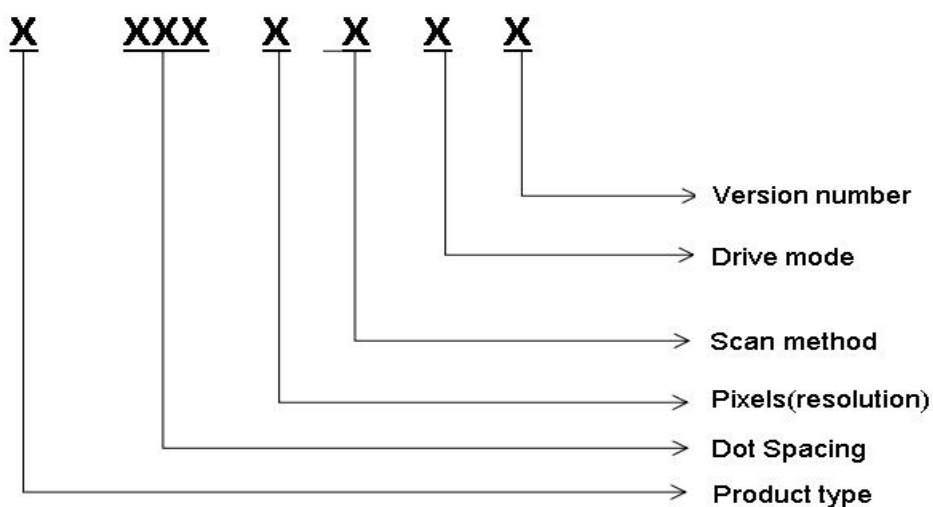 X XXX X X X X
Version number
Drive mode
Scan method
Pixels(resolution)
Dot Spacing
Product type